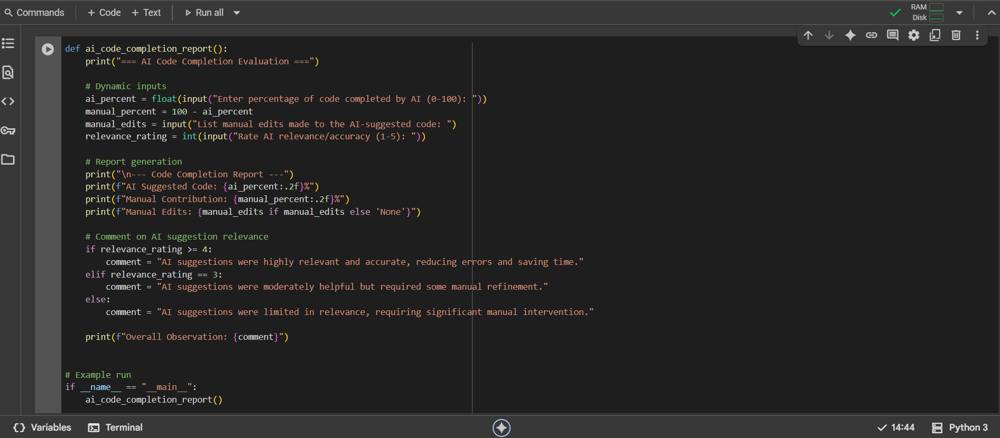 Commands + Code + Text Run all
RAM
Disk
def ai_code_completion_report():
    print("=== AI Code Completion Evaluation ===")

    # Dynamic inputs
    ai_percent = float(input("Enter percentage of code completed by AI (0-100): "))
    manual_percent = 100 - ai_percent
    manual_edits = input("List manual edits made to the AI-suggested code: ")
    relevance_rating = int(input("Rate AI relevance/accuracy (1-5): "))

    # Report generation
    print("\n--- Code Completion Report ---")
    print(f"AI Suggested Code: {ai_percent:.2f}%")
    print(f"Manual Contribution: {manual_percent:.2f}%")
    print(f"Manual Edits: {manual_edits if manual_edits else 'None'}")

    # Comment on AI suggestion relevance
    if relevance_rating >= 4:
        comment = "AI suggestions were highly relevant and accurate, reducing errors and saving time."
    elif relevance_rating == 3:
        comment = "AI suggestions were moderately helpful but required some manual refinement."
    else:
        comment = "AI suggestions were limited in relevance, requiring significant manual intervention."

    print(f"Overall Observation: {comment}")


# Example run
if __name__ == "__main__":
    ai_code_completion_report()
{} Variables Terminal 14:44 Python 3